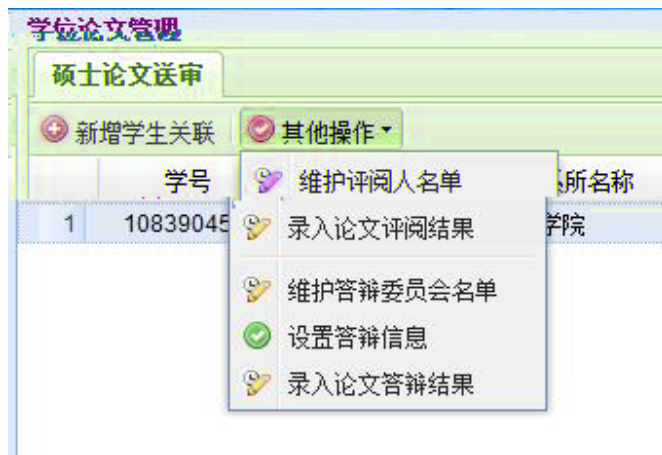 学位论文管理
硕士论文送审
新增学生关联 其他操作
学号 系所名称
维护评阅人名单
1 10839045 学院
录入论文评阅结果
维护答辩委员会名单
设置答辩信息
录入论文答辩结果